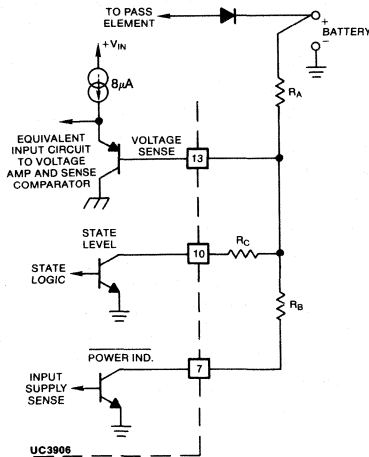 TO PASS
ELEMENT
+
BATTERY
−
+VIN
8μA
RA
EQUIVALENT
INPUT CIRCUIT
TO VOLTAGE
AMP AND SENSE
COMPARATOR
VOLTAGE
SENSE
13
STATE
LEVEL
10
RC
STATE
LOGIC
RB
POWER IND.
7
INPUT
SUPPLY
SENSE
UC3906